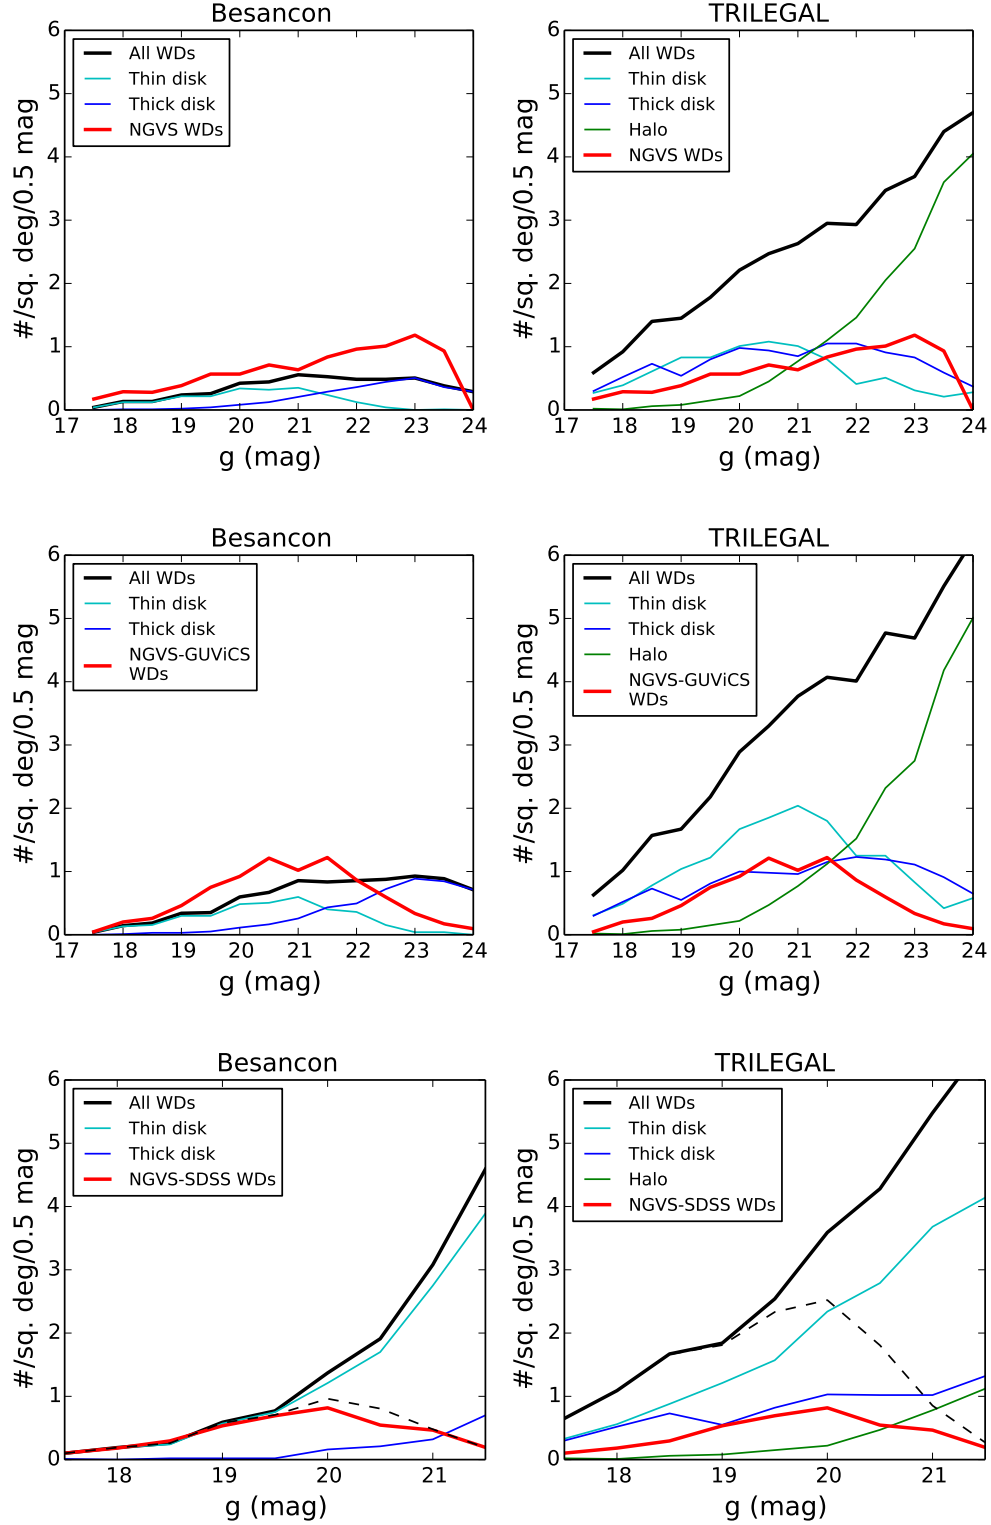 Besancon
6
5
4
3
2
1
0
#/sq. deg/0.5 mag
All WDs
Thin disk
Thick disk
NGVS WDs
17 18 19 20 21 22 23 24
g (mag)
TRILEGAL
6
5
4
3
2
1
0
#/sq. deg/0.5 mag
All WDs
Thin disk
Thick disk
Halo
NGVS WDs
17 18 19 20 21 22 23 24
g (mag)
Besancon
6
5
4
3
2
1
0
#/sq. deg/0.5 mag
All WDs
Thin disk
Thick disk
NGVS-GUViCS
WDs
17 18 19 20 21 22 23 24
g (mag)
TRILEGAL
6
5
4
3
2
1
0
#/sq. deg/0.5 mag
All WDs
Thin disk
Thick disk
Halo
NGVS-GUViCS
WDs
17 18 19 20 21 22 23 24
g (mag)
Besancon
6
5
4
3
2
1
0
#/sq. deg/0.5 mag
All WDs
Thin disk
Thick disk
NGVS-SDSS WDs
18 19 20 21
g (mag)
TRILEGAL
6
5
4
3
2
1
0
#/sq. deg/0.5 mag
All WDs
Thin disk
Thick disk
Halo
NGVS-SDSS WDs
18 19 20 21
g (mag)